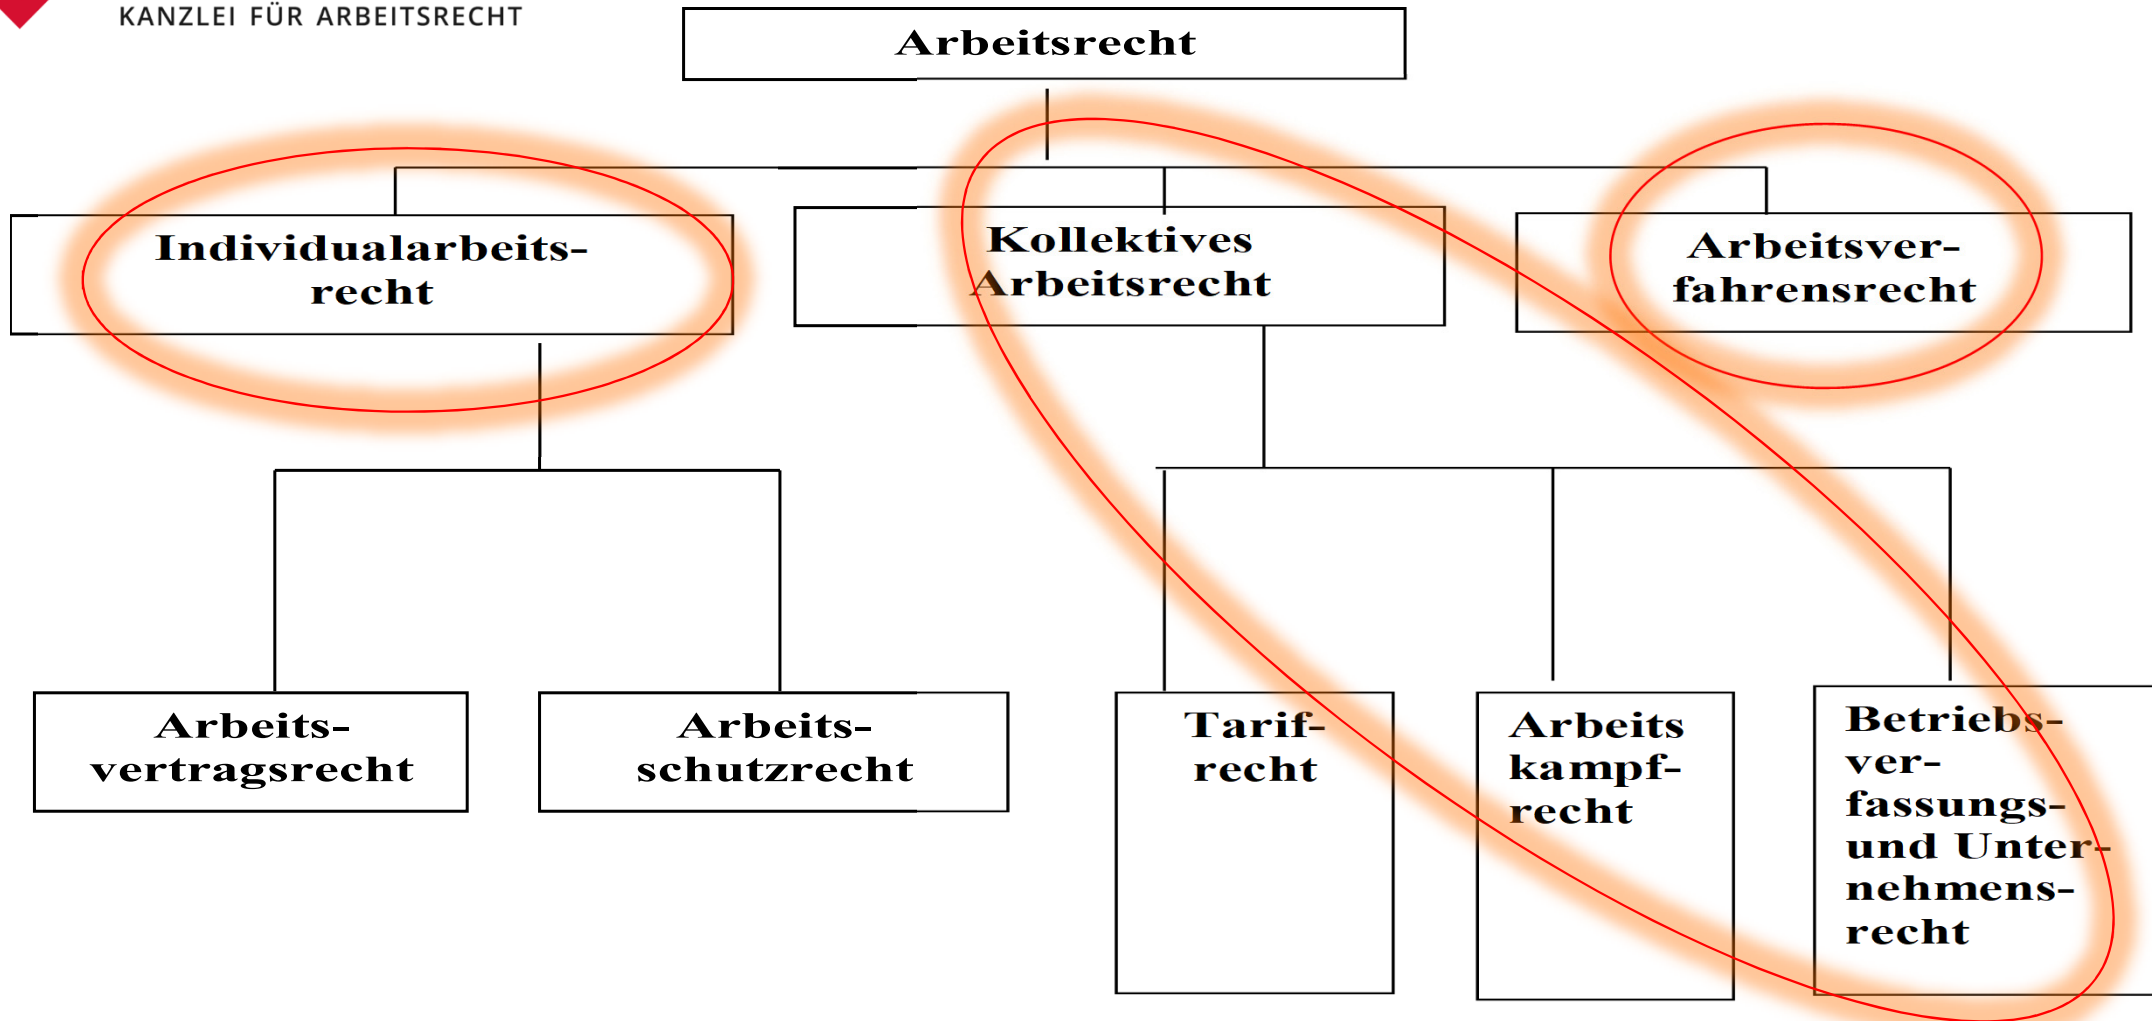 KANZLEI FÜR ARBEITSRECHT
Arbeitsrecht
Individualarbeits-
recht
Kollektives
Arbeitsrecht
Arbeitsver-
fahrensrecht
Arbeits-
vertragsrecht
Arbeits-
schutzrecht
Tarif-
recht
Arbeits
kampf-
recht
Betriebs-
ver-
fassungs-
und Unter-
nehmens-
recht